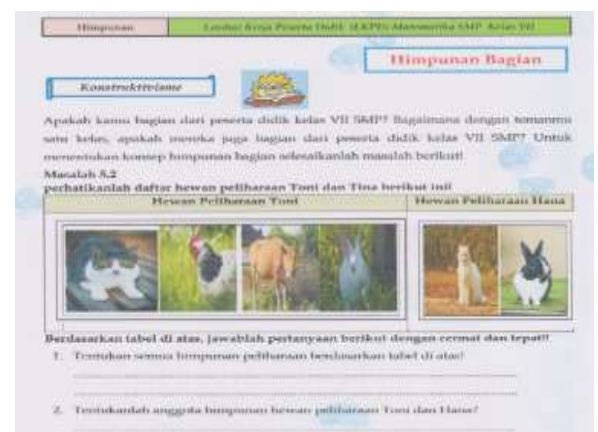 Himpunan
Lembar Kerja Peserta Didik (LKPD) Matematika SMP Kelas VII
Himpunan Bagian
Konstruktivisme
Apakah kamu bagian dari peserta didik kelas VII SMP? Bagaimana dengan temanmu
satu kelas, apakah mereka juga bagian dari peserta didik kelas VII SMP? Untuk
menentukan konsep himpunan bagian selesaikanlah masalah berikut!
Masalah 5.2
perhatikanlah daftar hewan peliharaan Toni dan Tina berikut ini!
Hewan Peliharaan Toni
Hewan Peliharaan Hana
Berdasarkan tabel di atas, jawablah pertanyaan berikut dengan cermat dan tepat!!
1. Tentukan semua himpunan peliharaan berdasarkan tabel di atas!
2. Tentukanlah anggota himpunan hewan peliharaan Toni dan Hana?